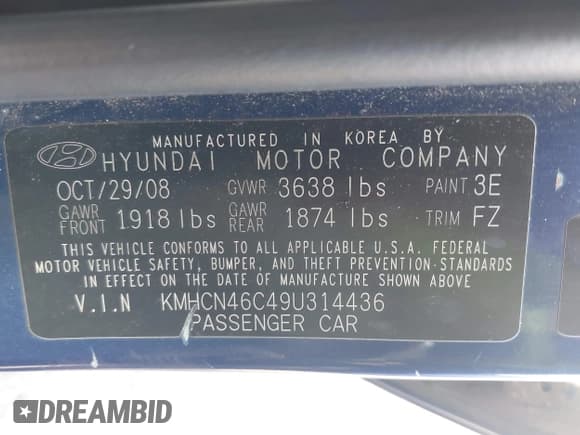 MANUFACTURED IN KOREA BY
HYUNDAI MOTOR COMPANY
OCT/29/08 GVWR 3638 lbs PAINT 3E
GAWR FRONT 1918 lbs GAWR REAR 1874 lbs TRIM FZ
THIS VEHICLE CONFORMS TO ALL APPLICABLE U.S.A. FEDERAL
MOTOR VEHICLE SAFETY, BUMPER, AND THEFT PREVENTION STANDARDS
IN EFFECT ON THE DATE OF MANUFACTURE SHOWN ABOVE
V.I.N KMHCN46C49U314436
PASSENGER CAR
DREAMBID